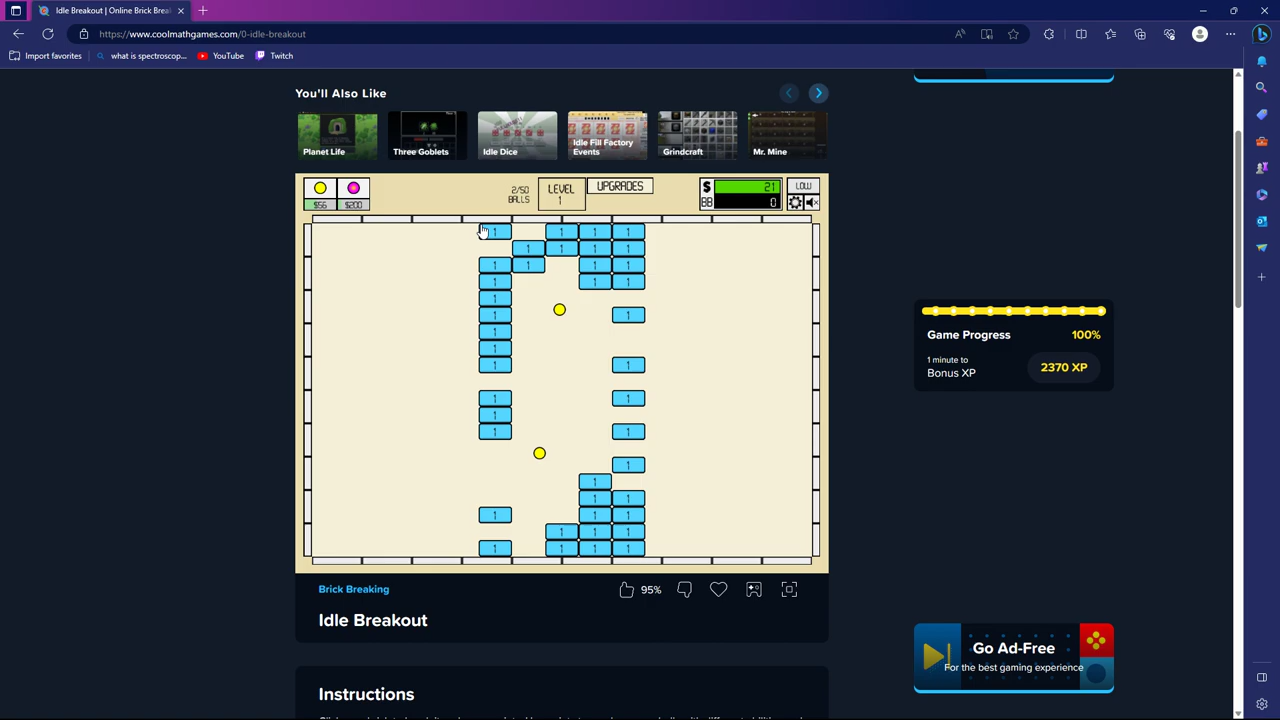 Idle Breakout | Online Brick Brea
https://www.coolmathgames.com/0-idle-breakout
Import favorites
what is spectroscop...
YouTube
Twitch
You'll Also Like
Planet Life
Three Goblets
Idle Dice
Idle Fill Factory
Events
Grindcraft
Mr. Mine
$56 $200
2/50
BALLS
LEVEL
1
UPGRADES
$ 21
BB 0
LOW
1 1 1 1
1 1 1 1
1 1 1 1
1 1 1
1
1 1
1
1
1 1
1 1
1
1 1
1
1
1 1
1 1 1
1 1 1
1 1 1 1
Brick Breaking
95%
Idle Breakout
Instructions
Game Progress 100%
1 minute to
Bonus XP
2370 XP
Go Ad-Free
For the best gaming experience